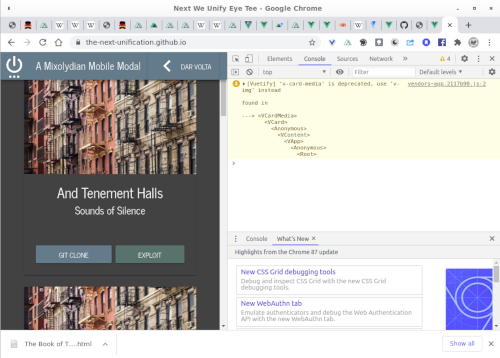 Next We Unify Eye Tee - Google Chrome
the-next-unification.github.io
A Mixolydian Mobile Modal
DAR VOLTA
And Tenement Halls
Sounds of Silence
GIT CLONE
EXPLOIT
Elements
Console
Sources
»
4
top
Filter
Default levels
2
[Vuetify] 'v-card-media' is deprecated, use 'v-
img' instead
found in
---> <VCardMedia>
<VCard>
<Anonymous>
<VContent>
<VApp>
<Anonymous>
<Root>
Console
What's New
Highlights from the Chrome 87 update
New CSS Grid debugging tools
Debug and inspect CSS Grid with the new CSS Grid
debugging tools.
New WebAuthn tab
Emulate authenticators and debug the Web Authentication
API with the new WebAuthn tab.
The Book of T....html
Show all